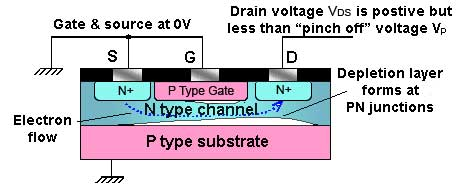 Gate & source at 0V
Drain voltage VDS is postive but
less than “pinch off” voltage VP
S
G
D
N+
P Type Gate
N+
Depletion layer
forms at
PN junctions
N type channel
Electron
flow
P type substrate